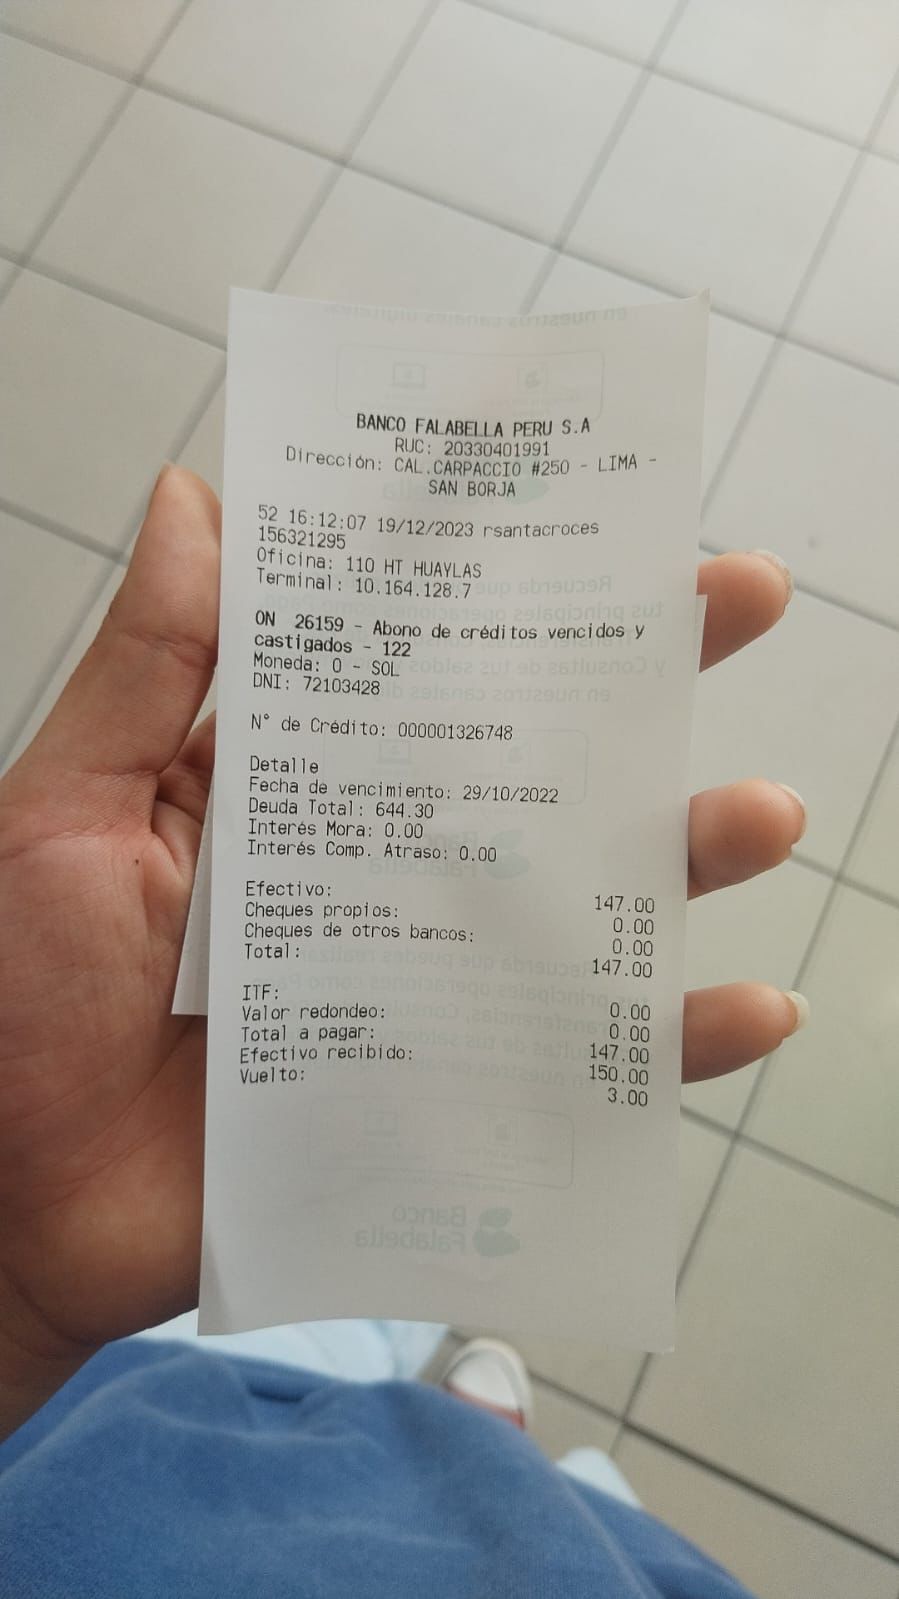 BANCO FALABELLA PERU S.A
RUC: 20330401991
Dirección: CAL.CARPACCIO #250 - LIMA -
SAN BORJA
52 16:12:07 19/12/2023 rsantacroces
156321295
Oficina: 110 HT HUAYLAS
Terminal: 10.164.128.7
ON 26159 - Abono de créditos vencidos y
castigados - 122
Moneda: 0 - SOL
DNI: 72103428
N° de Crédito: 000001326748
Detalle
Fecha de vencimiento: 29/10/2022
Deuda Total: 644.30
Interés Mora: 0.00
Interés Comp. Atraso: 0.00
Efectivo: 147.00
Cheques propios: 0.00
Cheques de otros bancos: 0.00
Total: 147.00
ITF: 0.00
Valor redondeo: 0.00
Total a pagar: 147.00
Efectivo recibido: 150.00
Vuelto: 3.00
Banco
Falabella